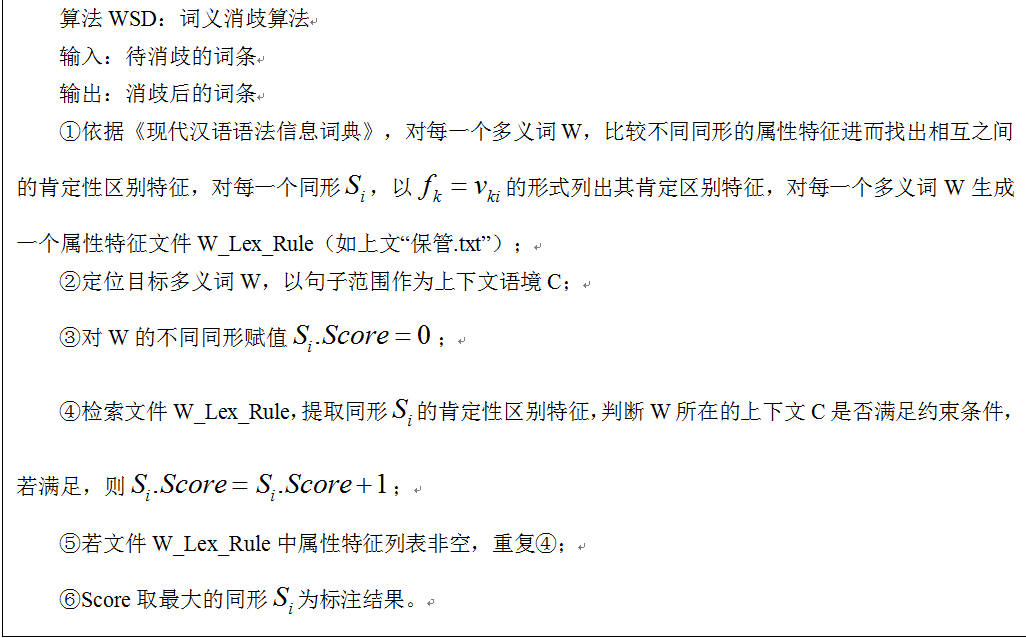 算法 WSD：词义消歧算法
输入：待消歧的词条
输出：消歧后的词条
①依据《现代汉语语法信息词典》，对每一个多义词 W，比较不同同形的属性特征进而找出相互之间
的肯定性区别特征，对每一个同形 S_i，以 f_k = v_ki 的形式列出其肯定区别特征，对每一个多义词 W 生成
一个属性特征文件 W_Lex_Rule（如上文“保管.txt”）；
②定位目标多义词 W，以句子范围作为上下文语境 C；
③对 W 的不同同形赋值 S_i.Score = 0；
④检索文件 W_Lex_Rule，提取同形 S_i 的肯定性区别特征，判断 W 所在的上下文 C 是否满足约束条件，
若满足，则 S_i.Score = S_i.Score + 1；
⑤若文件 W_Lex_Rule 中属性特征列表非空，重复④；
⑥Score 取最大的同形 S_i 为标注结果。